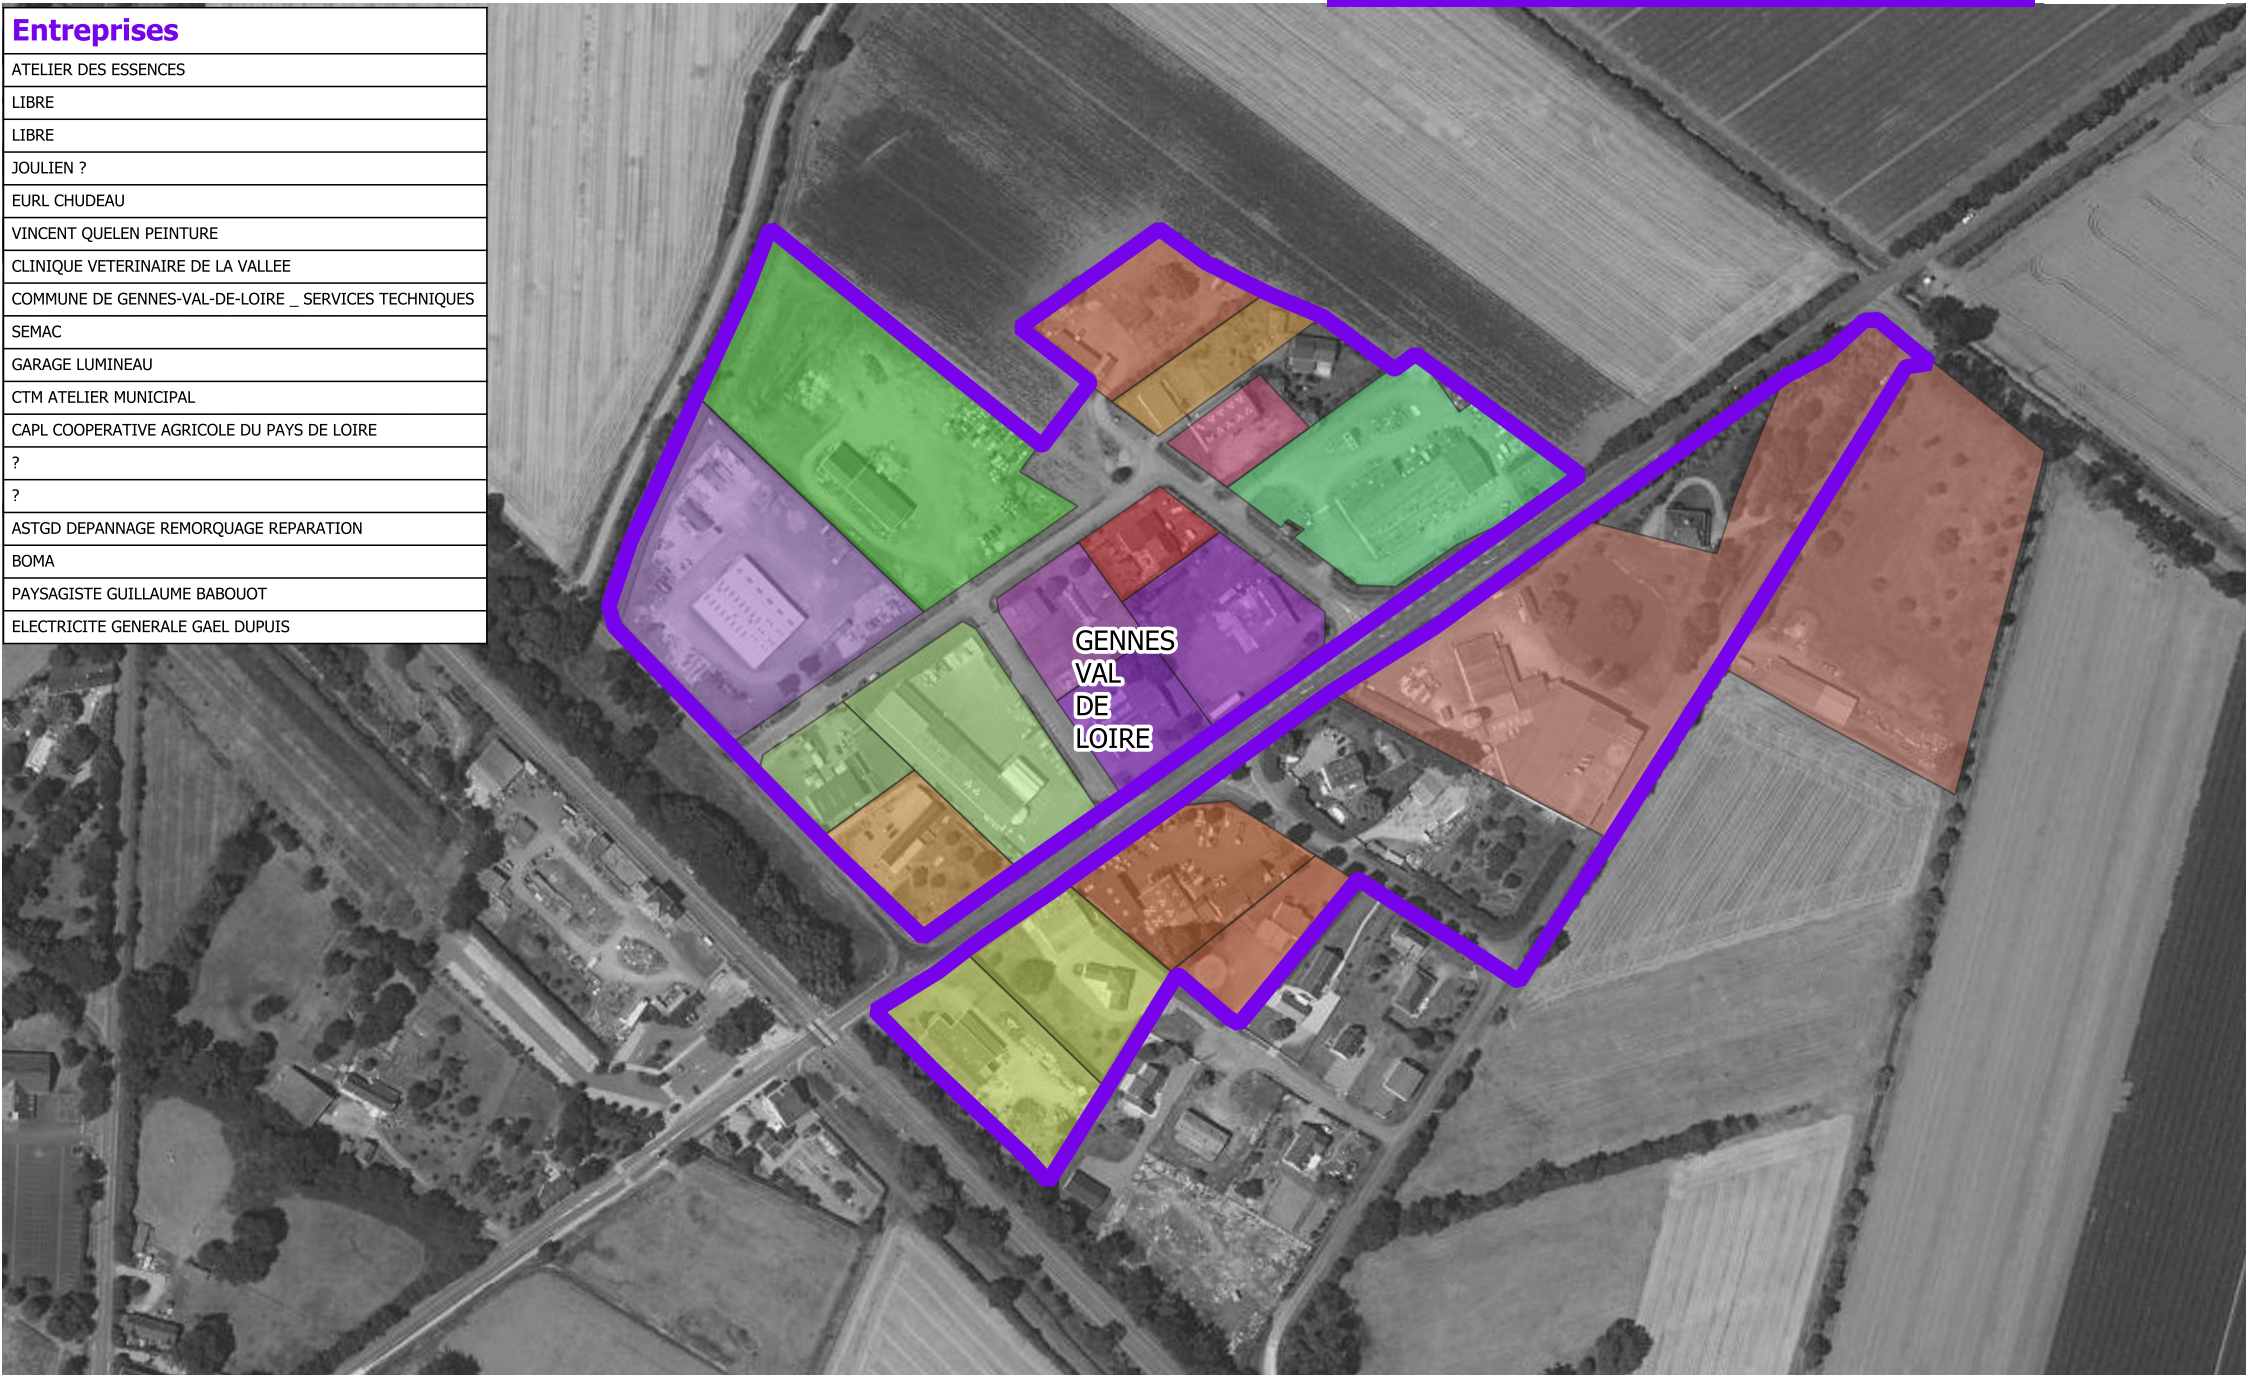 Entreprises
ATELIER DES ESSENCES
LIBRE
LIBRE
JOULIEN ?
EURL CHUDEAU
VINCENT QUELEN PEINTURE
CLINIQUE VETERINAIRE DE LA VALLEE
COMMUNE DE GENNES-VAL-DE-LOIRE _ SERVICES TECHNIQUES
SEMAC
GARAGE LUMINEAU
CTM ATELIER MUNICIPAL
CAPL COOPERATIVE AGRICOLE DU PAYS DE LOIRE
?
?
ASTGD DEPANNAGE REMORQUAGE REPARATION
BOMA
PAYSAGISTE GUILLAUME BABOUOT
ELECTRICITE GENERALE GAEL DUPUIS
GENNES
VAL
DE
LOIRE